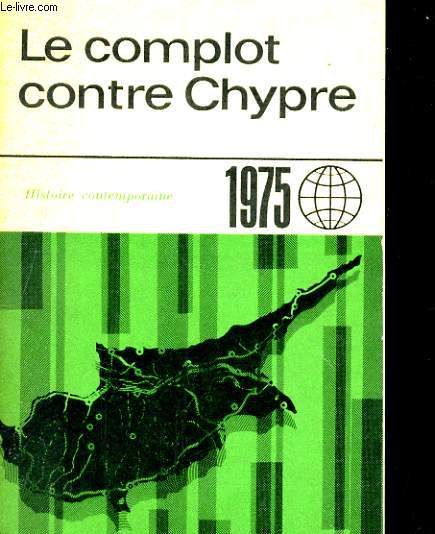 Le-livre.com
Le complot
contre Chypre
Histoire contemporaine
1975